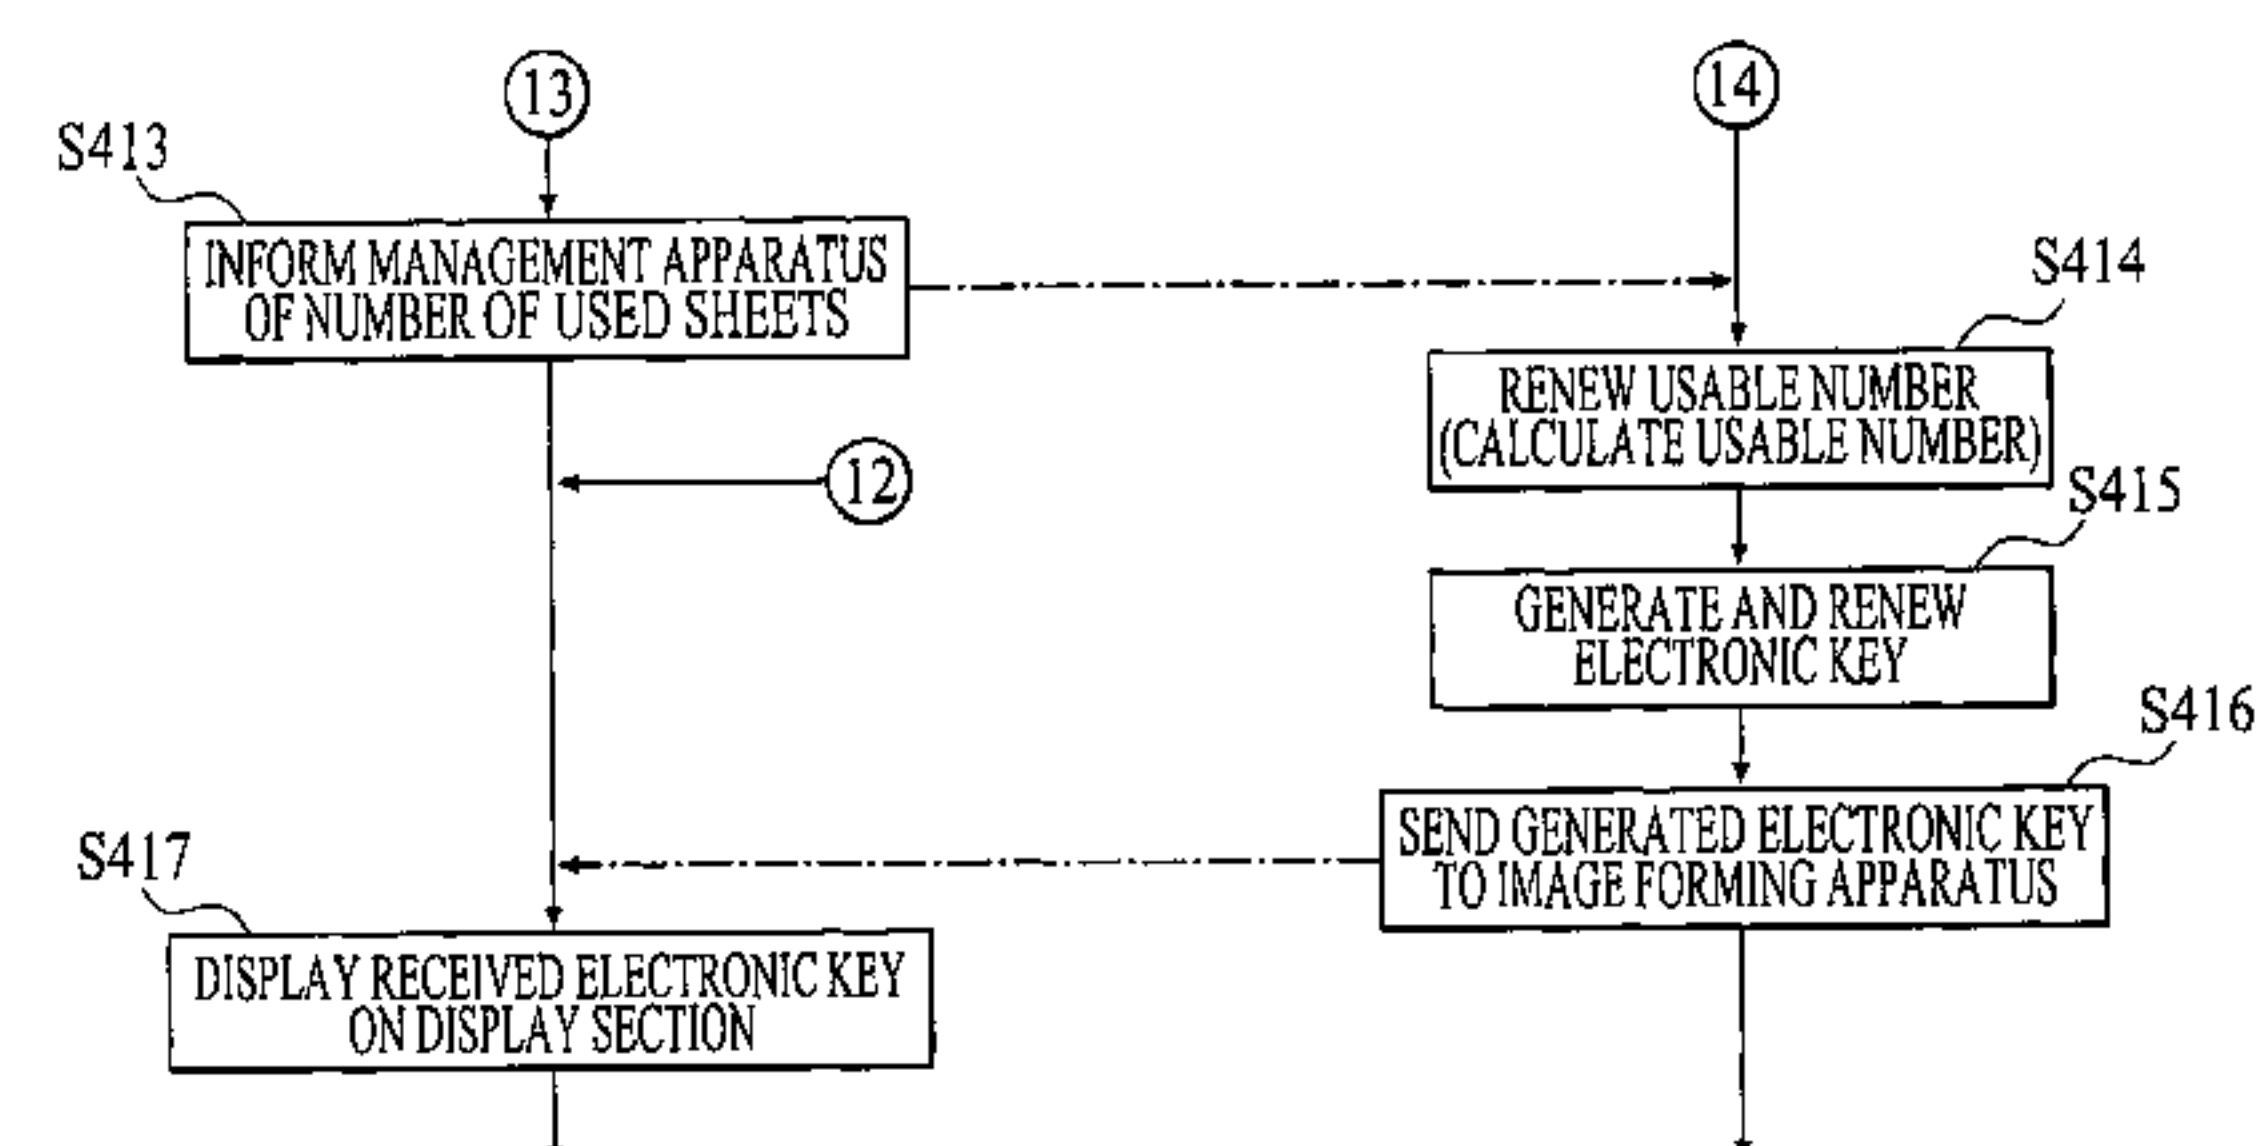 13
14
S413
INFORM MANAGEMENT APPARATUS
OF NUMBER OF USED SHEETS
S414
RENEW USABLE NUMBER
(CALCULATE USABLE NUMBER)
12
S415
GENERATE AND RENEW
ELECTRONIC KEY
S416
SEND GENERATED ELECTRONIC KEY
TO IMAGE FORMING APPARATUS
S417
DISPLAY RECEIVED ELECTRONIC KEY
ON DISPLAY SECTION